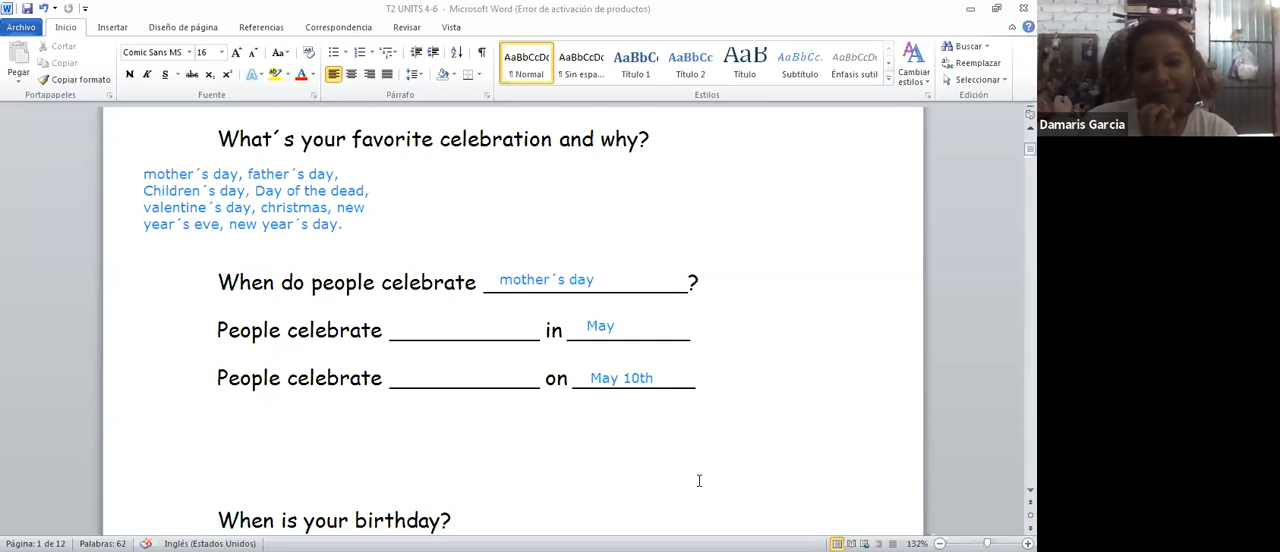 T2 UNITS 4-6 - Microsoft Word (Error de activación de productos)
Archivo Inicio Insertar Diseño de página Referencias Correspondencia Revisar Vista
Pegar
Cortar
Copiar
Copiar formato
Portapapeles
Comic Sans MS 16
Fuente
Párrafo
AaBbCcDc AaBbCcDc AaBbC AaBbCc AaB AaBbCc. AaBbCcDc
¶ Normal ¶ Sin espa... Título 1 Título 2 Título Subtítulo Énfasis sutil
Cambiar estilos
Estilos
Buscar
Reemplazar
Seleccionar
Edición
Damaris Garcia
What´s your favorite celebration and why?
mother´s day, father´s day,
Children´s day, Day of the dead,
valentine´s day, christmas, new
year´s eve, new year´s day.
When do people celebrate mother´s day?
People celebrate ____________ in May
People celebrate ____________ on May 10th
When is your birthday?
Página: 1 de 12 Palabras: 62 Inglés (Estados Unidos) 132%